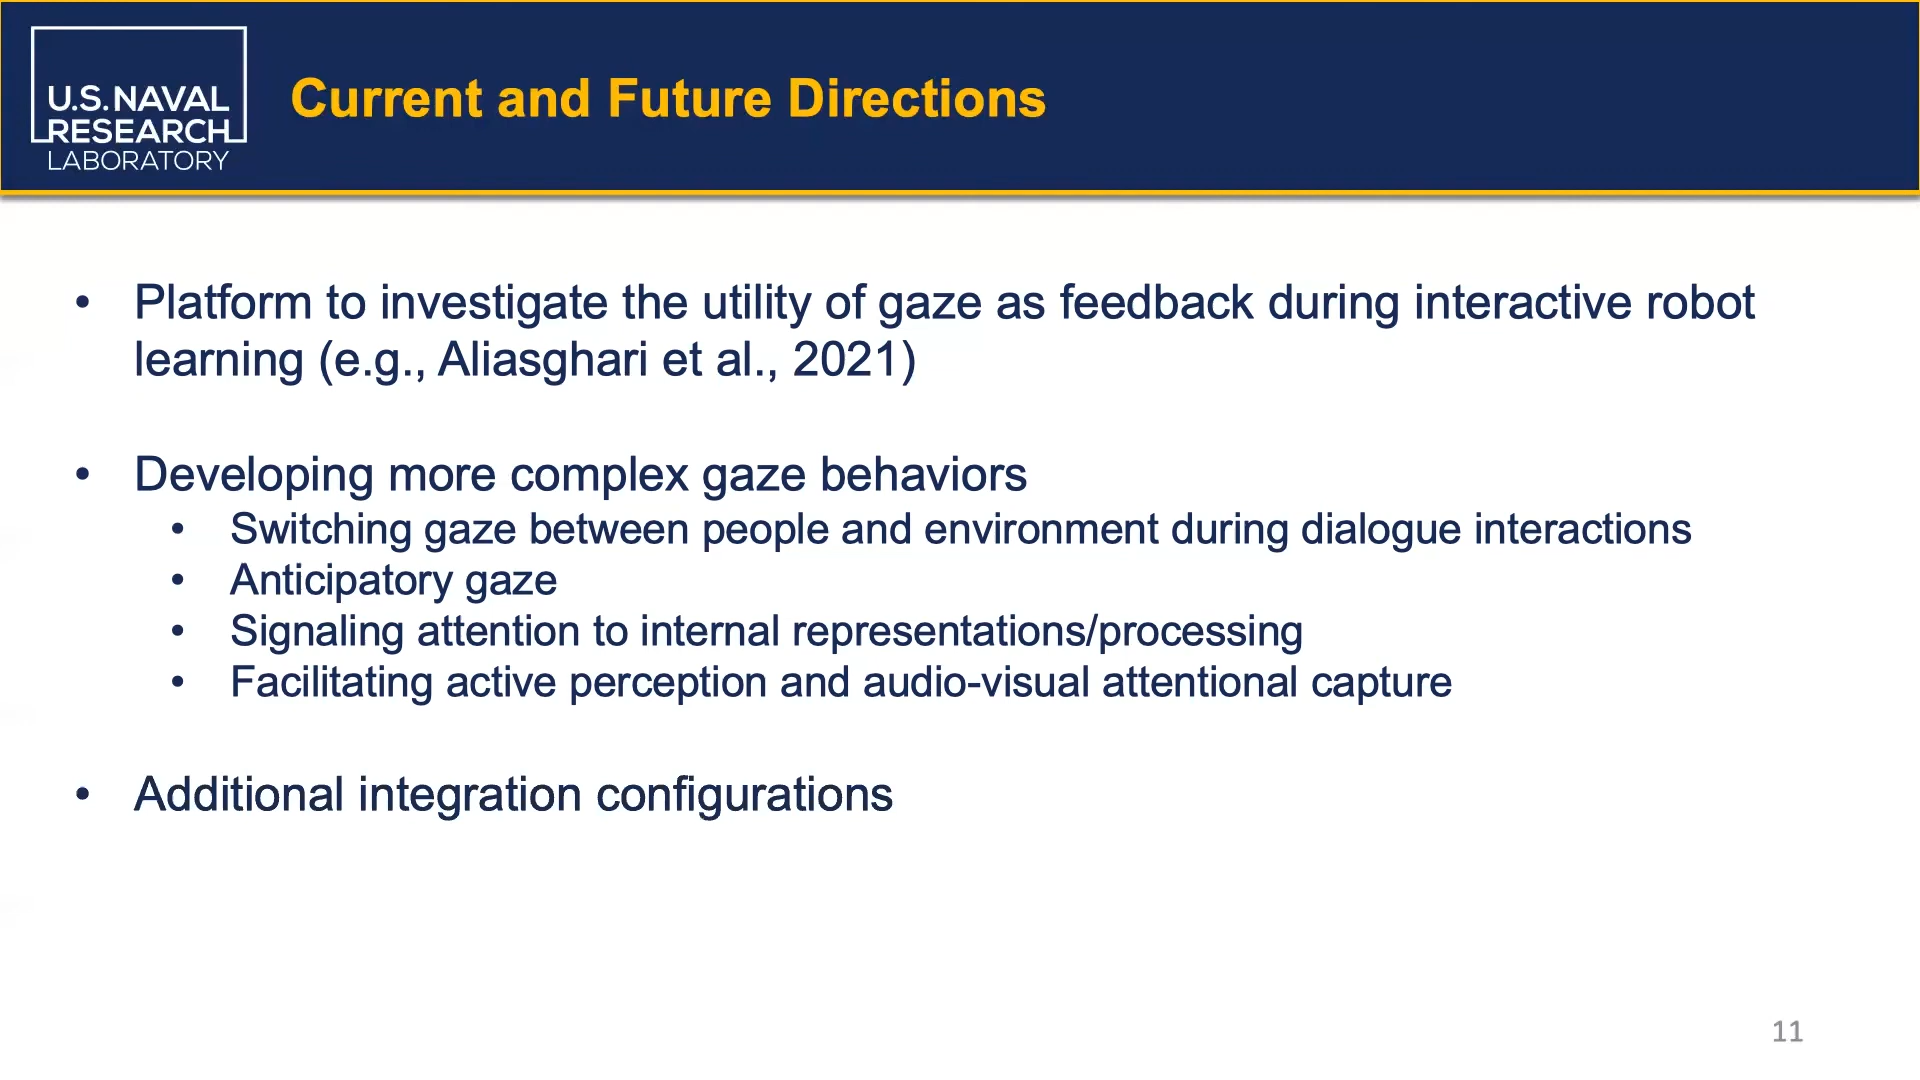 U.S. NAVAL
RESEARCH
LABORATORY
Current and Future Directions
• Platform to investigate the utility of gaze as feedback during interactive robot
learning (e.g., Aliasghari et al., 2021)
• Developing more complex gaze behaviors
• Switching gaze between people and environment during dialogue interactions
• Anticipatory gaze
• Signaling attention to internal representations/processing
• Facilitating active perception and audio-visual attentional capture
• Additional integration configurations
11